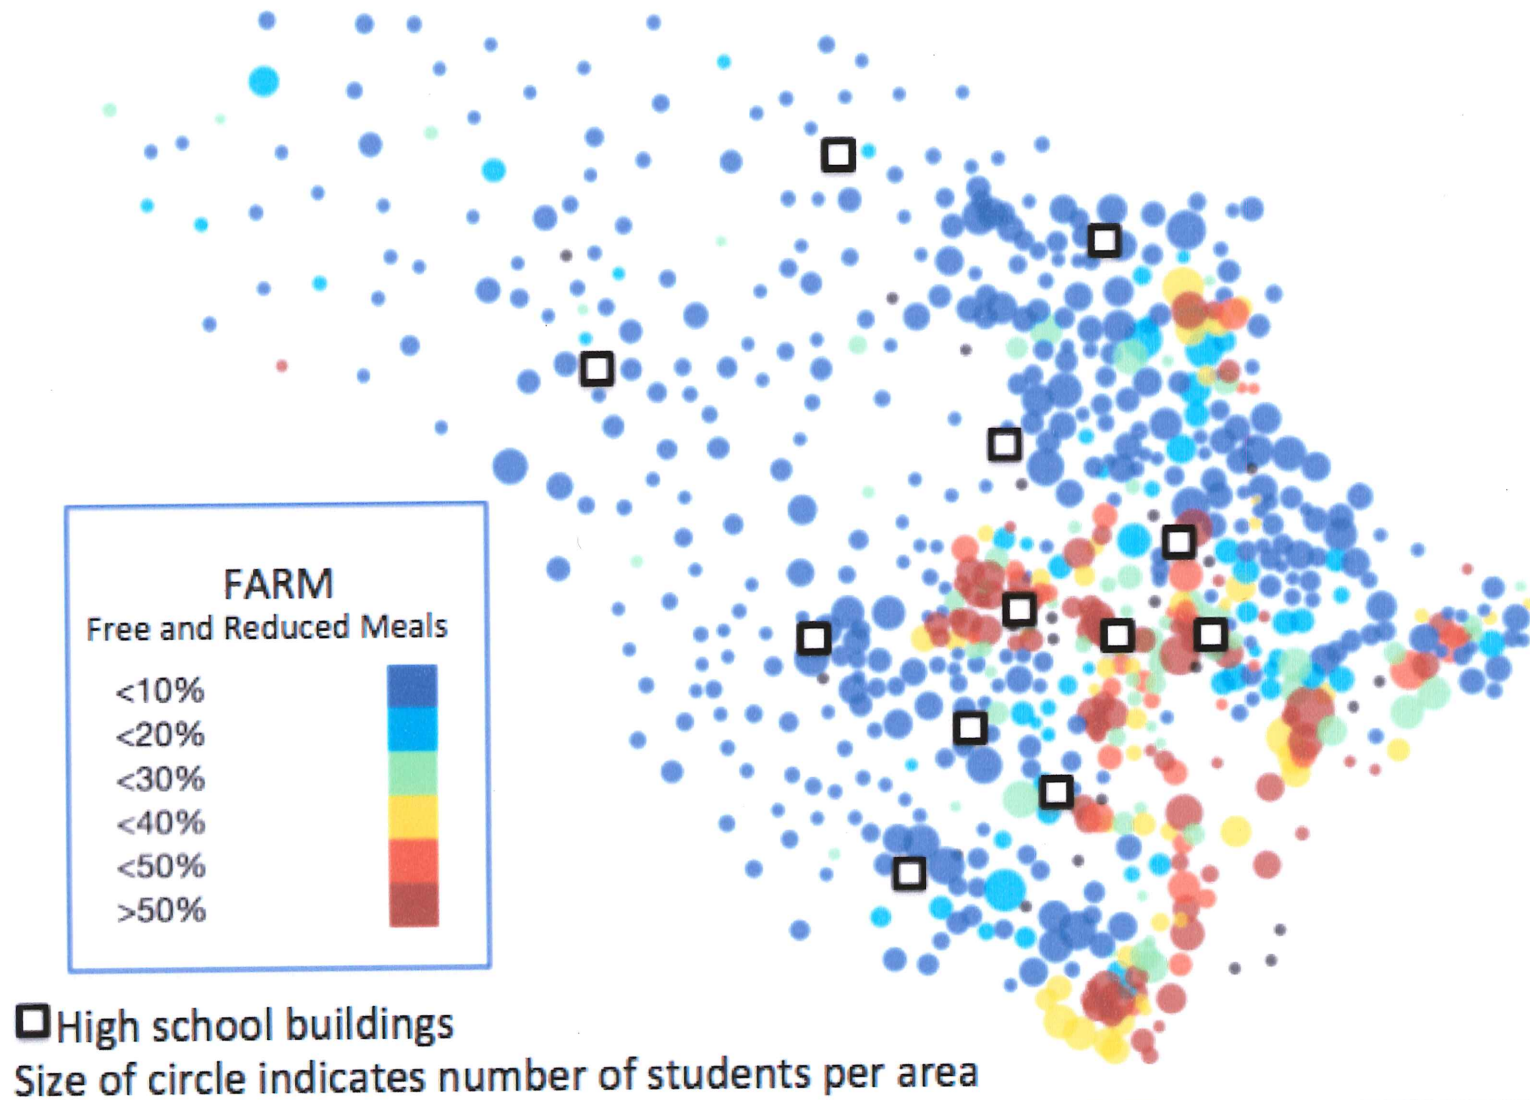 FARM
Free and Reduced Meals
<10%
<20%
<30%
<40%
<50%
>50%
High school buildings
Size of circle indicates number of students per area